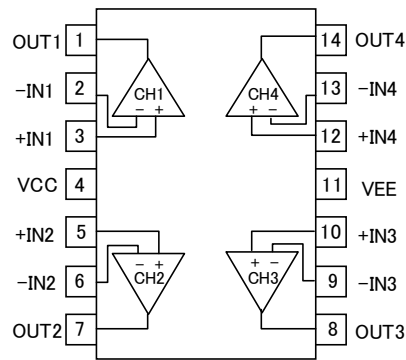 OUT1 1 14 OUT4
−IN1 2 CH1 CH4 13 −IN4
− + + −
+IN1 3 12 +IN4
VCC 4 11 VEE
+IN2 5 10 +IN3
− + + −
−IN2 6 CH2 CH3 9 −IN3
OUT2 7 8 OUT3